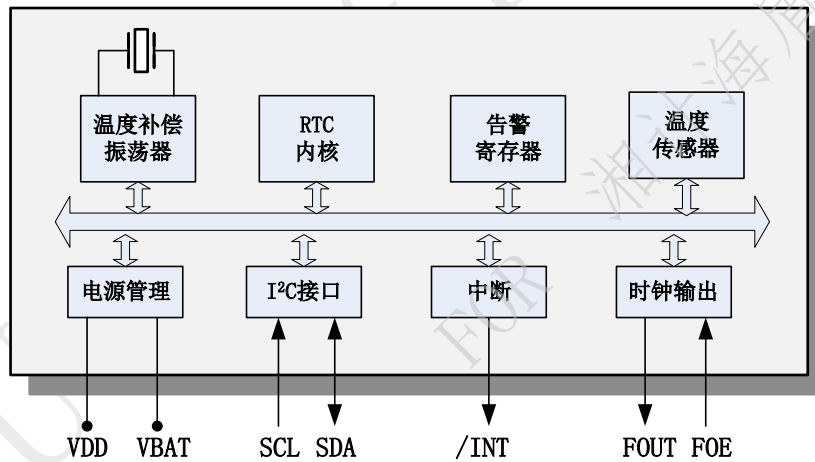 温度补偿
振荡器
RTC
内核
告警
寄存器
温度
传感器
电源管理
I²C接口
中断
时钟输出
VDD VBAT SCL SDA /INT FOUT FOE
FOR